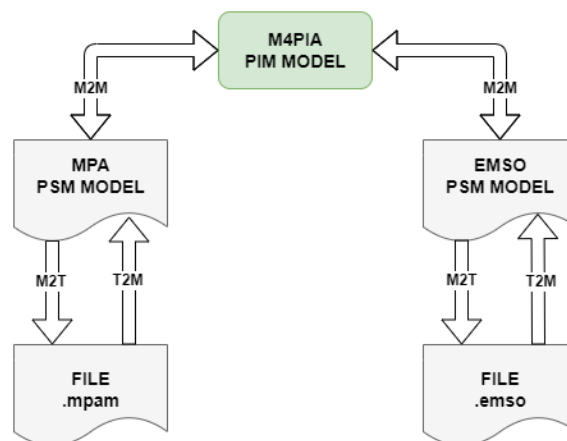 M4PIA
PIM MODEL
M2M
M2M
MPA
PSM MODEL
EMSO
PSM MODEL
M2T
T2M
M2T
T2M
FILE
.mpam
FILE
.emso